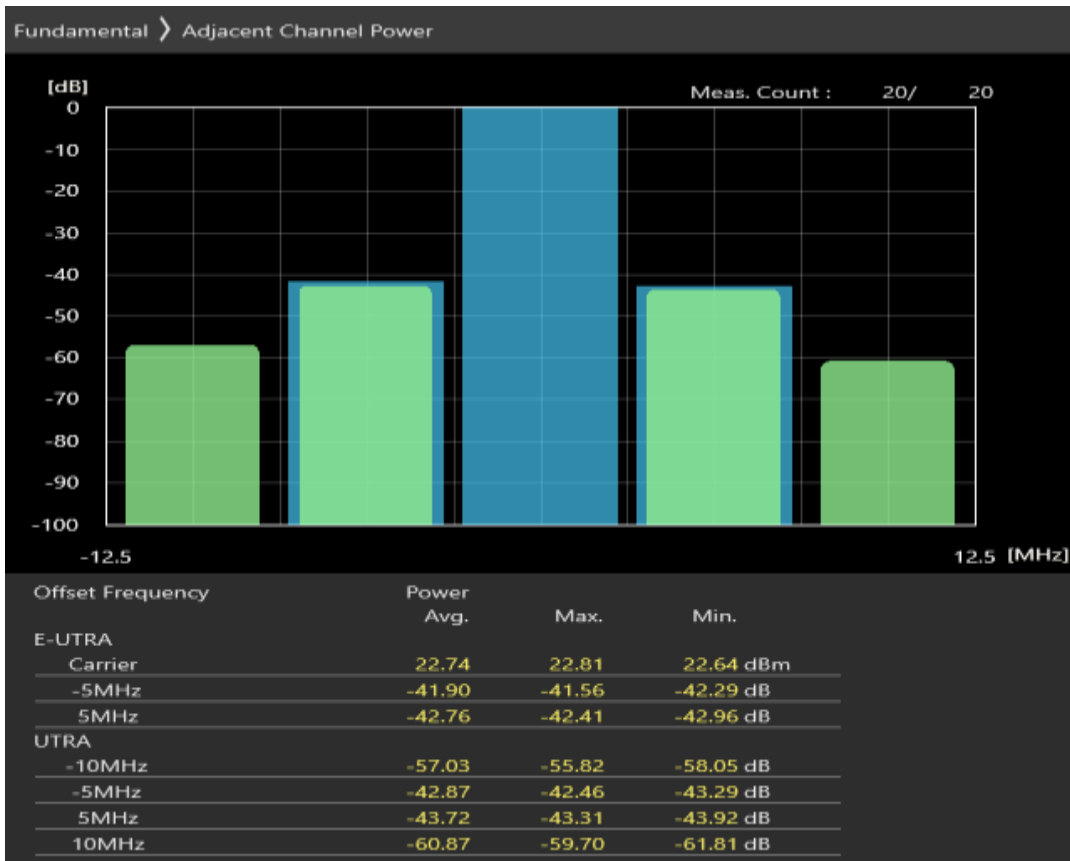 Fundamental ❭ Adjacent Channel Power
[dB]
Meas. Count : 20/ 20
0
-10
-20
-30
-40
-50
-60
-70
-80
-90
-100
-12.5 12.5 [MHz]
Offset Frequency Power
Avg. Max. Min.
E-UTRA
Carrier 22.74 22.81 22.64 dBm
-5MHz -41.90 -41.56 -42.29 dB
5MHz -42.76 -42.41 -42.96 dB
UTRA
-10MHz -57.03 -55.82 -58.05 dB
-5MHz -42.87 -42.46 -43.29 dB
5MHz -43.72 -43.31 -43.92 dB
10MHz -60.87 -59.70 -61.81 dB